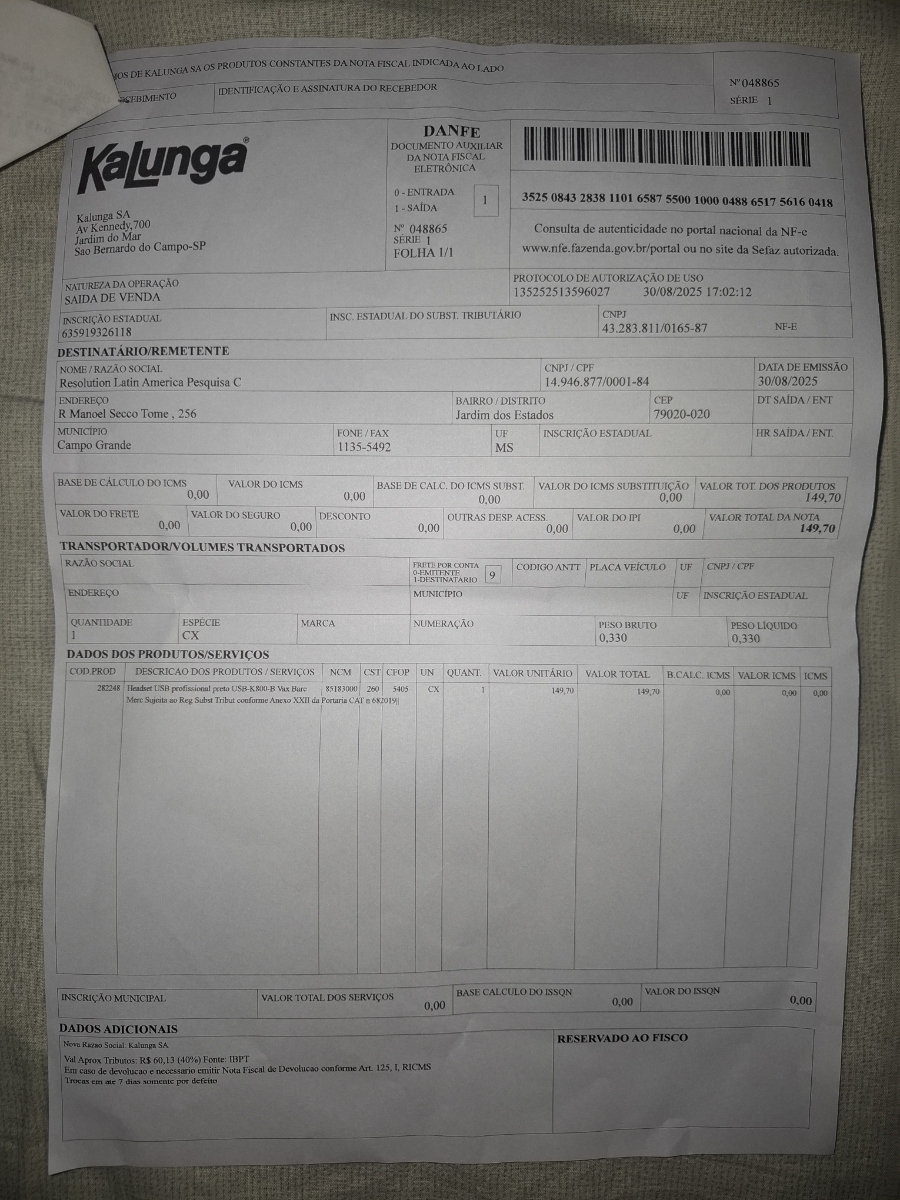 MOS DE KALUNGA SA OS PRODUTOS CONSTANTES DA NOTA FISCAL INDICADA AO LADO
IDENTIFICAÇÃO E ASSINATURA DO RECEBEDOR
Nº 048865
SÉRIE 1
Kalunga
Kalunga SA
Av Kennedy,700
Jardim do Mar
Sao Bernardo do Campo-SP
DANFE
DOCUMENTO AUXILIAR
DA NOTA FISCAL
ELETRÔNICA
0 - ENTRADA
1 - SAÍDA
1
Nº 048865
SÉRIE 1
FOLHA 1/1
3525 0843 2838 1101 6587 5500 1000 0488 6517 5616 0418
Consulta de autenticidade no portal nacional da NF-e
www.nfe.fazenda.gov.br/portal ou no site da Sefaz autorizada.
NATUREZA DA OPERAÇÃO
SAIDA DE VENDA
PROTOCOLO DE AUTORIZAÇÃO DE USO
135252513596027 30/08/2025 17:02:12
INSCRIÇÃO ESTADUAL
635919326118
INSC. ESTADUAL DO SUBST. TRIBUTÁRIO
CNPJ
43.283.811/0165-87 NF-E
DESTINATÁRIO/REMETENTE
NOME / RAZÃO SOCIAL
Resolution Latin America Pesquisa C
CNPJ / CPF
14.946.877/0001-84
DATA DE EMISSÃO
30/08/2025
ENDEREÇO
R Manoel Secco Tome , 256
BAIRRO / DISTRITO
Jardim dos Estados
CEP
79020-020
DT SAÍDA / ENT
MUNICÍPIO
Campo Grande
FONE / FAX
1135-5492
UF
MS
INSCRIÇÃO ESTADUAL
HR SAÍDA / ENT.
BASE DE CÁLCULO DO ICMS
0,00
VALOR DO ICMS
0,00
BASE DE CALC. DO ICMS SUBST.
0,00
VALOR DO ICMS SUBSTITUIÇÃO
0,00
VALOR TOT. DOS PRODUTOS
149,70
VALOR DO FRETE
0,00
VALOR DO SEGURO
0,00
DESCONTO
0,00
OUTRAS DESP. ACESS.
0,00
VALOR DO IPI
0,00
VALOR TOTAL DA NOTA
149,70
TRANSPORTADOR/VOLUMES TRANSPORTADOS
RAZÃO SOCIAL
FRETE POR CONTA
0-EMITENTE
1-DESTINATÁRIO
9
CODIGO ANTT
PLACA VEÍCULO
UF
CNPJ / CPF
ENDEREÇO
MUNICÍPIO
UF
INSCRIÇÃO ESTADUAL
QUANTIDADE
1
ESPÉCIE
CX
MARCA
NUMERAÇÃO
PESO BRUTO
0,330
PESO LÍQUIDO
0,330
DADOS DOS PRODUTOS/SERVIÇOS
COD.PROD DESCRICAO DOS PRODUTOS / SERVIÇOS NCM CST CFOP UN QUANT. VALOR UNITÁRIO VALOR TOTAL B.CALC. ICMS VALOR ICMS ICMS
282248 Headset USB profissional preto USB-K800-B Vax Barc 85183000 260 5405 CX 1 149,70 149,70 0,00 0,00 0,00
Merc Sujeita ao Reg Subst Tribut conforme Anexo XXII da Portaria CAT n 682019||
INSCRIÇÃO MUNICIPAL
VALOR TOTAL DOS SERVIÇOS
0,00
BASE CALCULO DO ISSQN
0,00
VALOR DO ISSQN
0,00
DADOS ADICIONAIS
Nova Razao Social: Kalunga SA
Val Aprox Tributos: R$ 60,13 (40%) Fonte: IBPT
Em caso de devolucao e necessario emitir Nota Fiscal de Devolucao conforme Art. 125, I, RICMS
Trocas em até 7 dias somente por defeito
RESERVADO AO FISCO